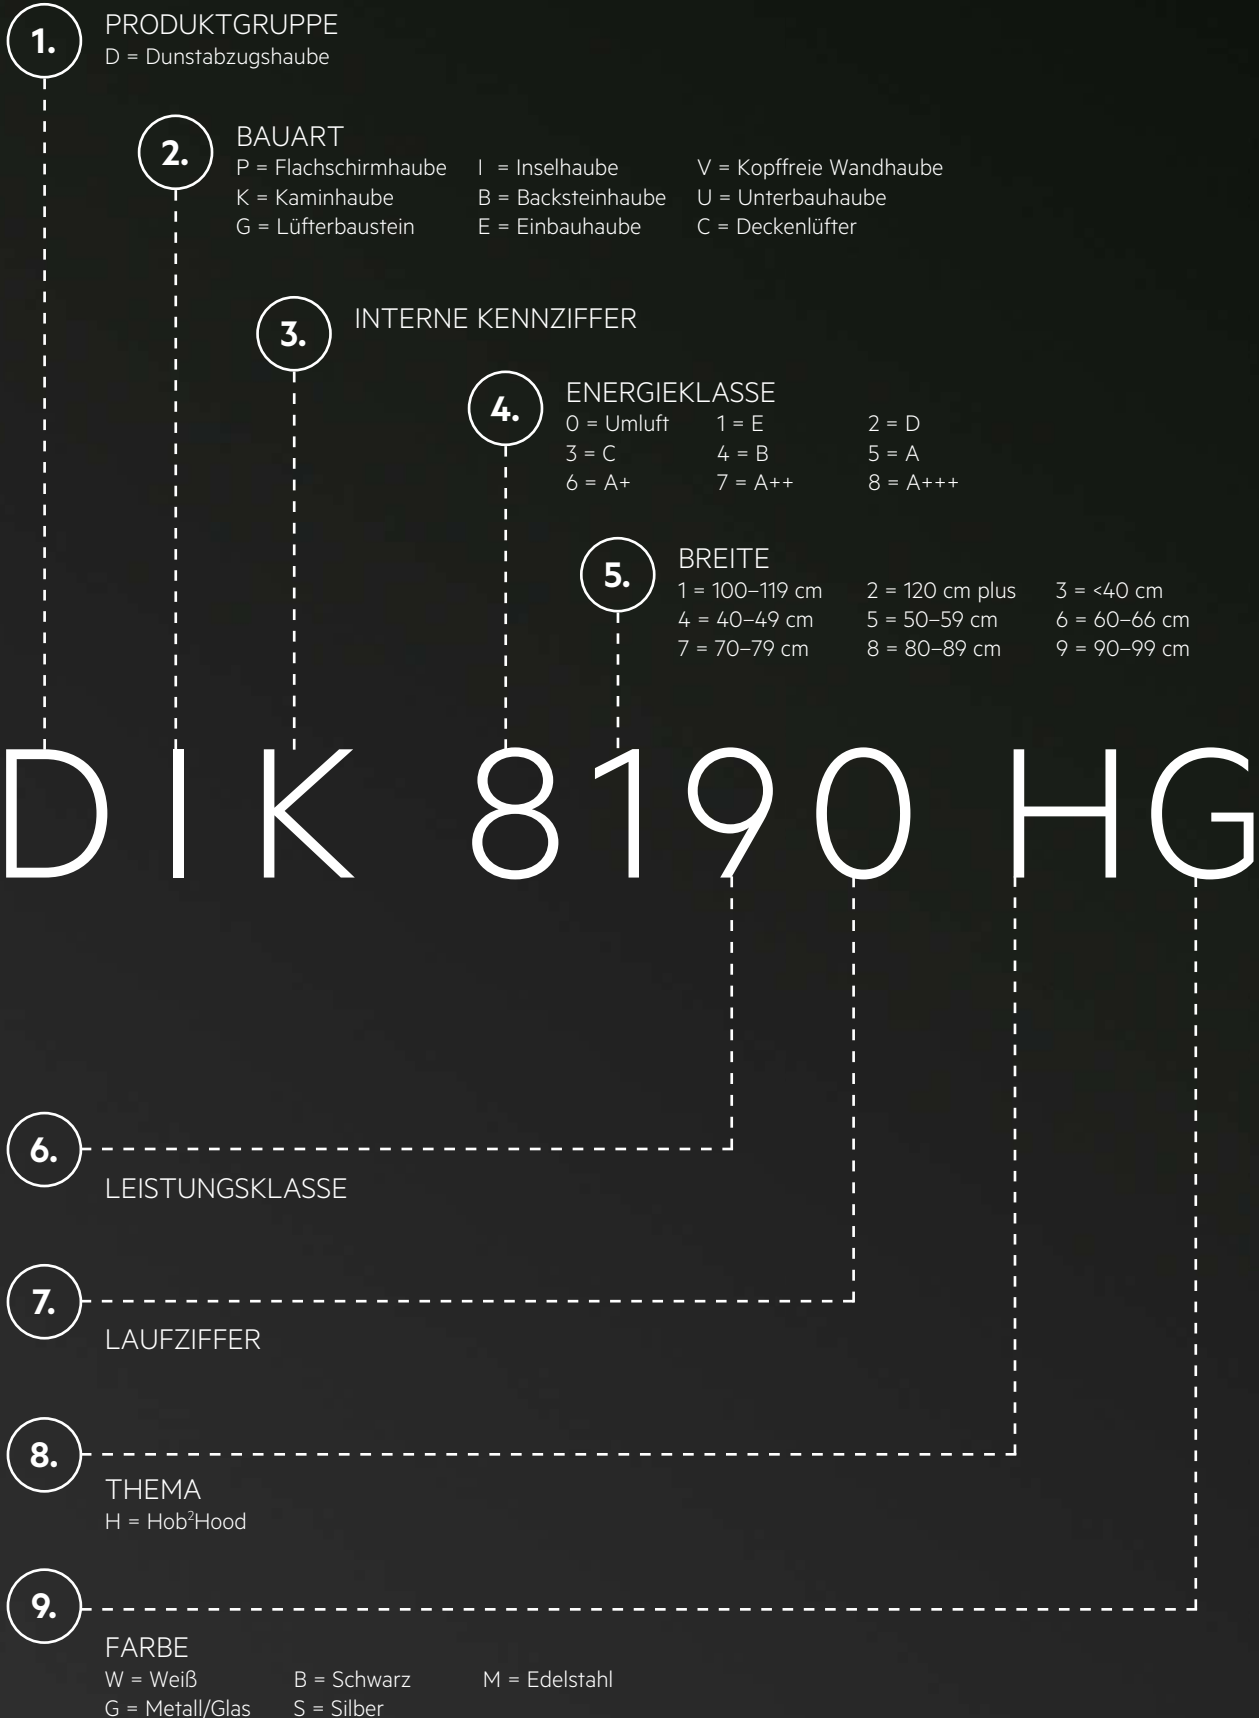 1.
PRODUKTGRUPPE
D = Dunstabzugshaube
2.
BAUART
P = Flachschirmhaube I = Inselhaube V = Kopffreie Wandhaube
K = Kaminhaube B = Backsteinhaube U = Unterbauhaube
G = Lüfterbaustein E = Einbauhaube C = Deckenlüfter
3.
INTERNE KENNZIFFER
4.
ENERGIEKLASSE
0 = Umluft 1 = E 2 = D
3 = C 4 = B 5 = A
6 = A+ 7 = A++ 8 = A+++
5.
BREITE
1 = 100–119 cm 2 = 120 cm plus 3 = <40 cm
4 = 40–49 cm 5 = 50–59 cm 6 = 60–66 cm
7 = 70–79 cm 8 = 80–89 cm 9 = 90–99 cm
DIK 8190 HG
6.
LEISTUNGSKLASSE
7.
LAUFZIFFER
8.
THEMA
H = Hob²Hood
9.
FARBE
W = Weiß B = Schwarz M = Edelstahl
G = Metall/Glas S = Silber